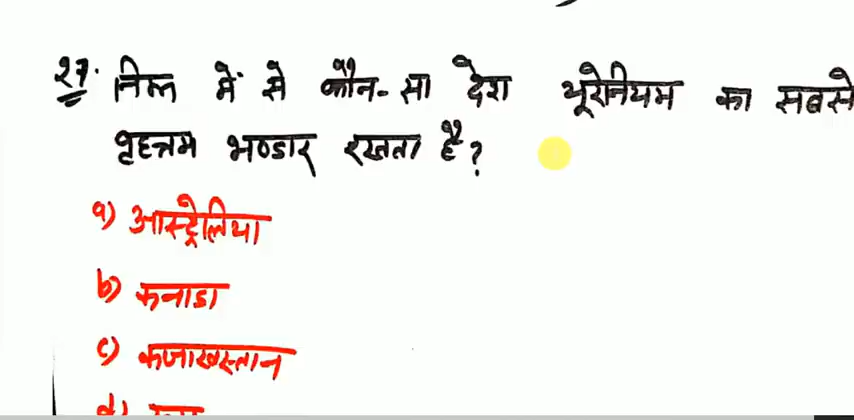 27. निम्न में से कौन-सा देश यूरेनियम का सबसे
वृहत्तम भण्डार रखता है?
a) आस्ट्रेलिया
b) कनाडा
c) कजाखस्तान
d)